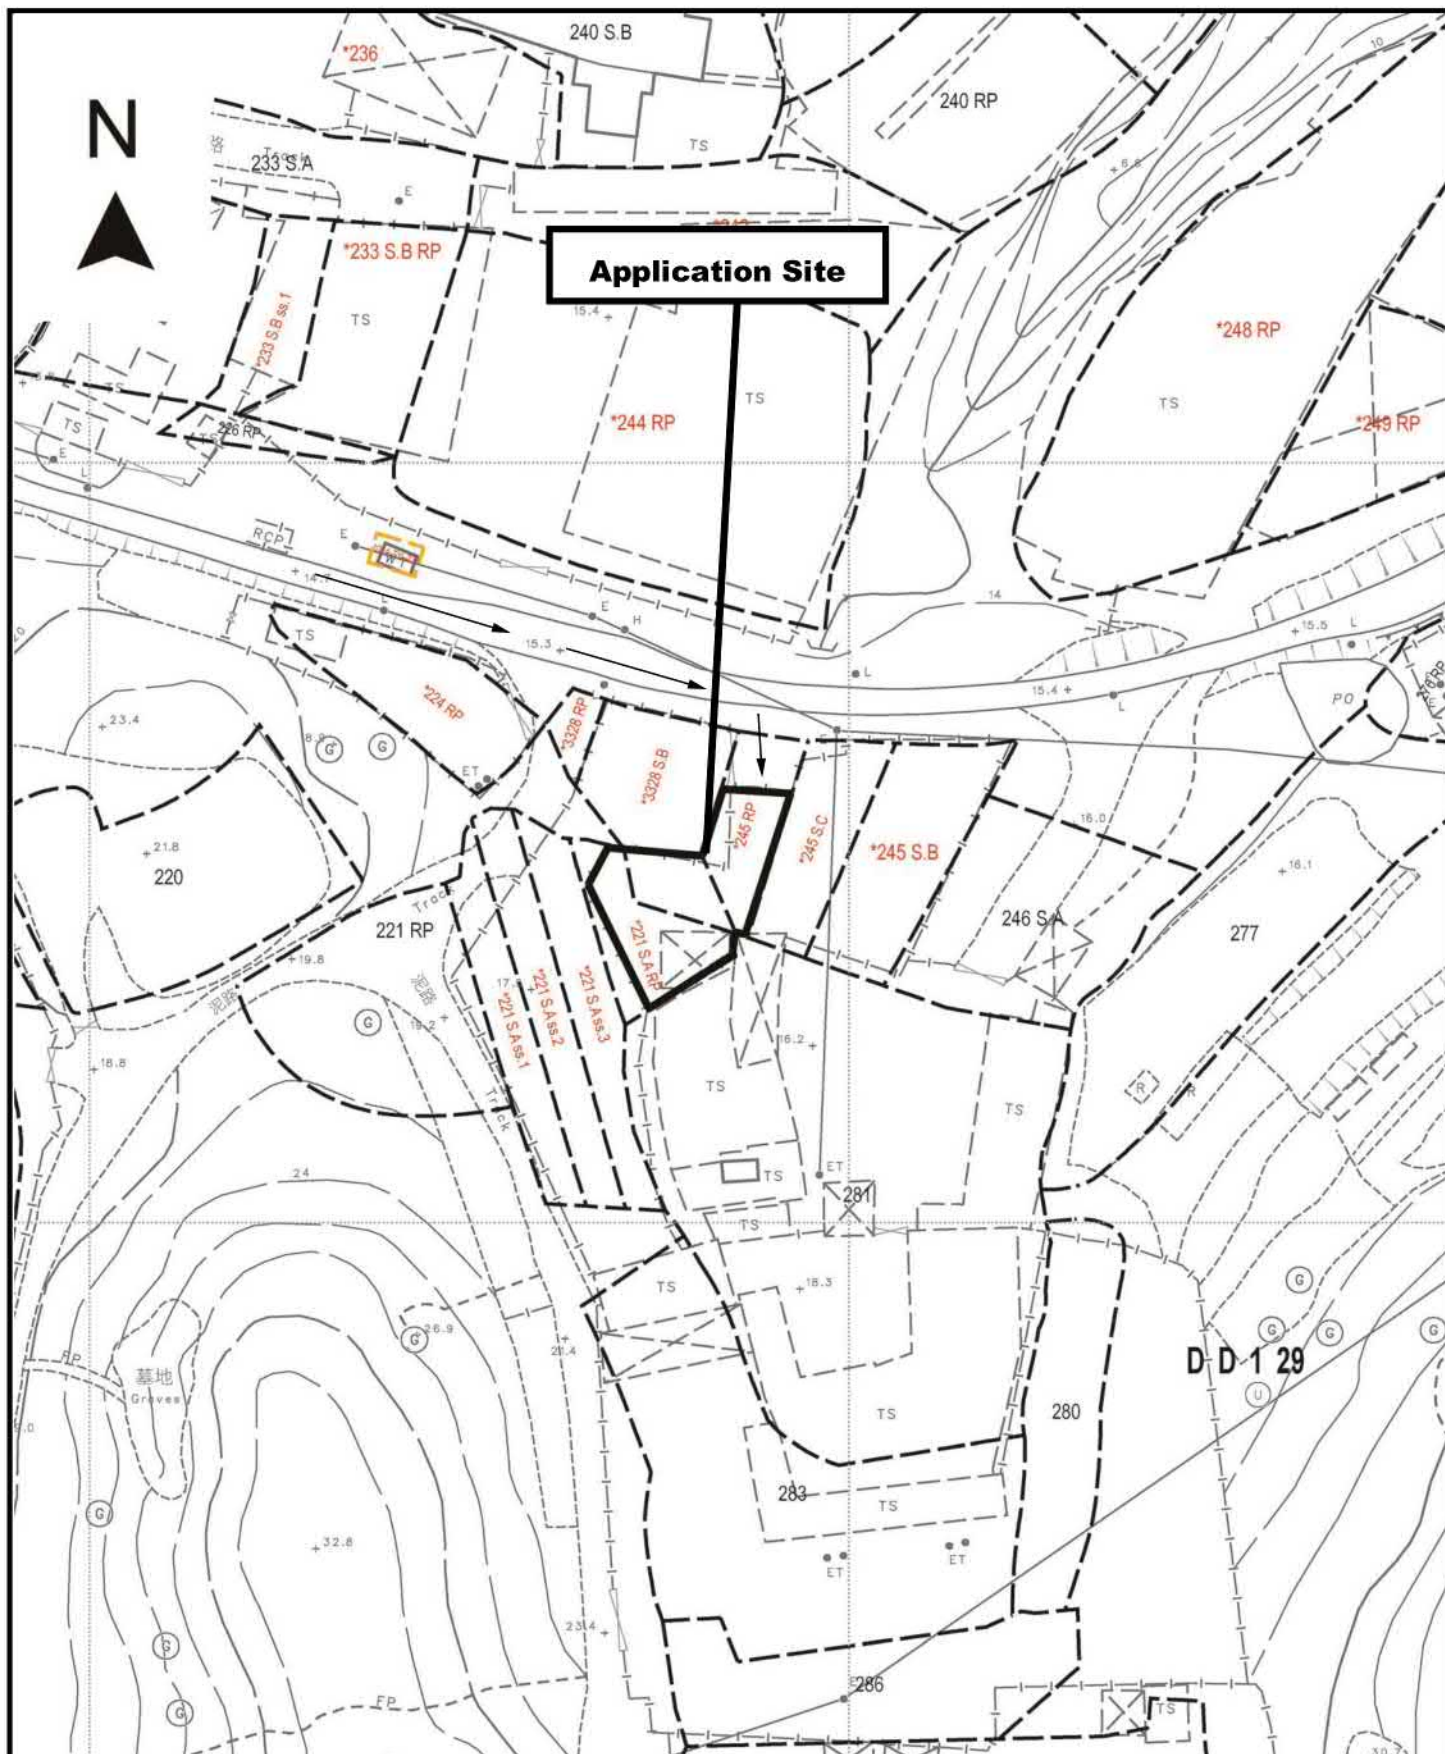 240 S.B
*236
10
N
240 RP
TS
Track
233 S.A
E
*233 S.B RP
Application Site
*233 S.B ss.1
TS
15.4
*248 RP
TS
TS
TS
*244 RP
*249 RP
TS
226 RP
E
L
RCP
E
14.7
E
H
14
15.5
L
TS
15.3
L
15.4
L
PO
*224 RP
*3328 RP
23.4
G
G
*3328 S.B
ET
*245 RP
*245 S.C
*245 S.B
16.0
16.1
21.8
220
Track
221 RP
246 S.A
277
*221 S.A RP
19.8
泥路
泥路
*221 S.A ss.3
*221 S.A ss.2
*221 S.A ss.1
G
19.2
16.2
18.8
TS
R
R
Track
TS
24
TS
ET
281
TS
TS
18.3
G
G
G
G
G
26.9
21.4
D D 1 29
FP
墓地
Graves
U
TS
280
283
TS
G
32.8
ET
ET
23.4
G
286
FP
G
TS